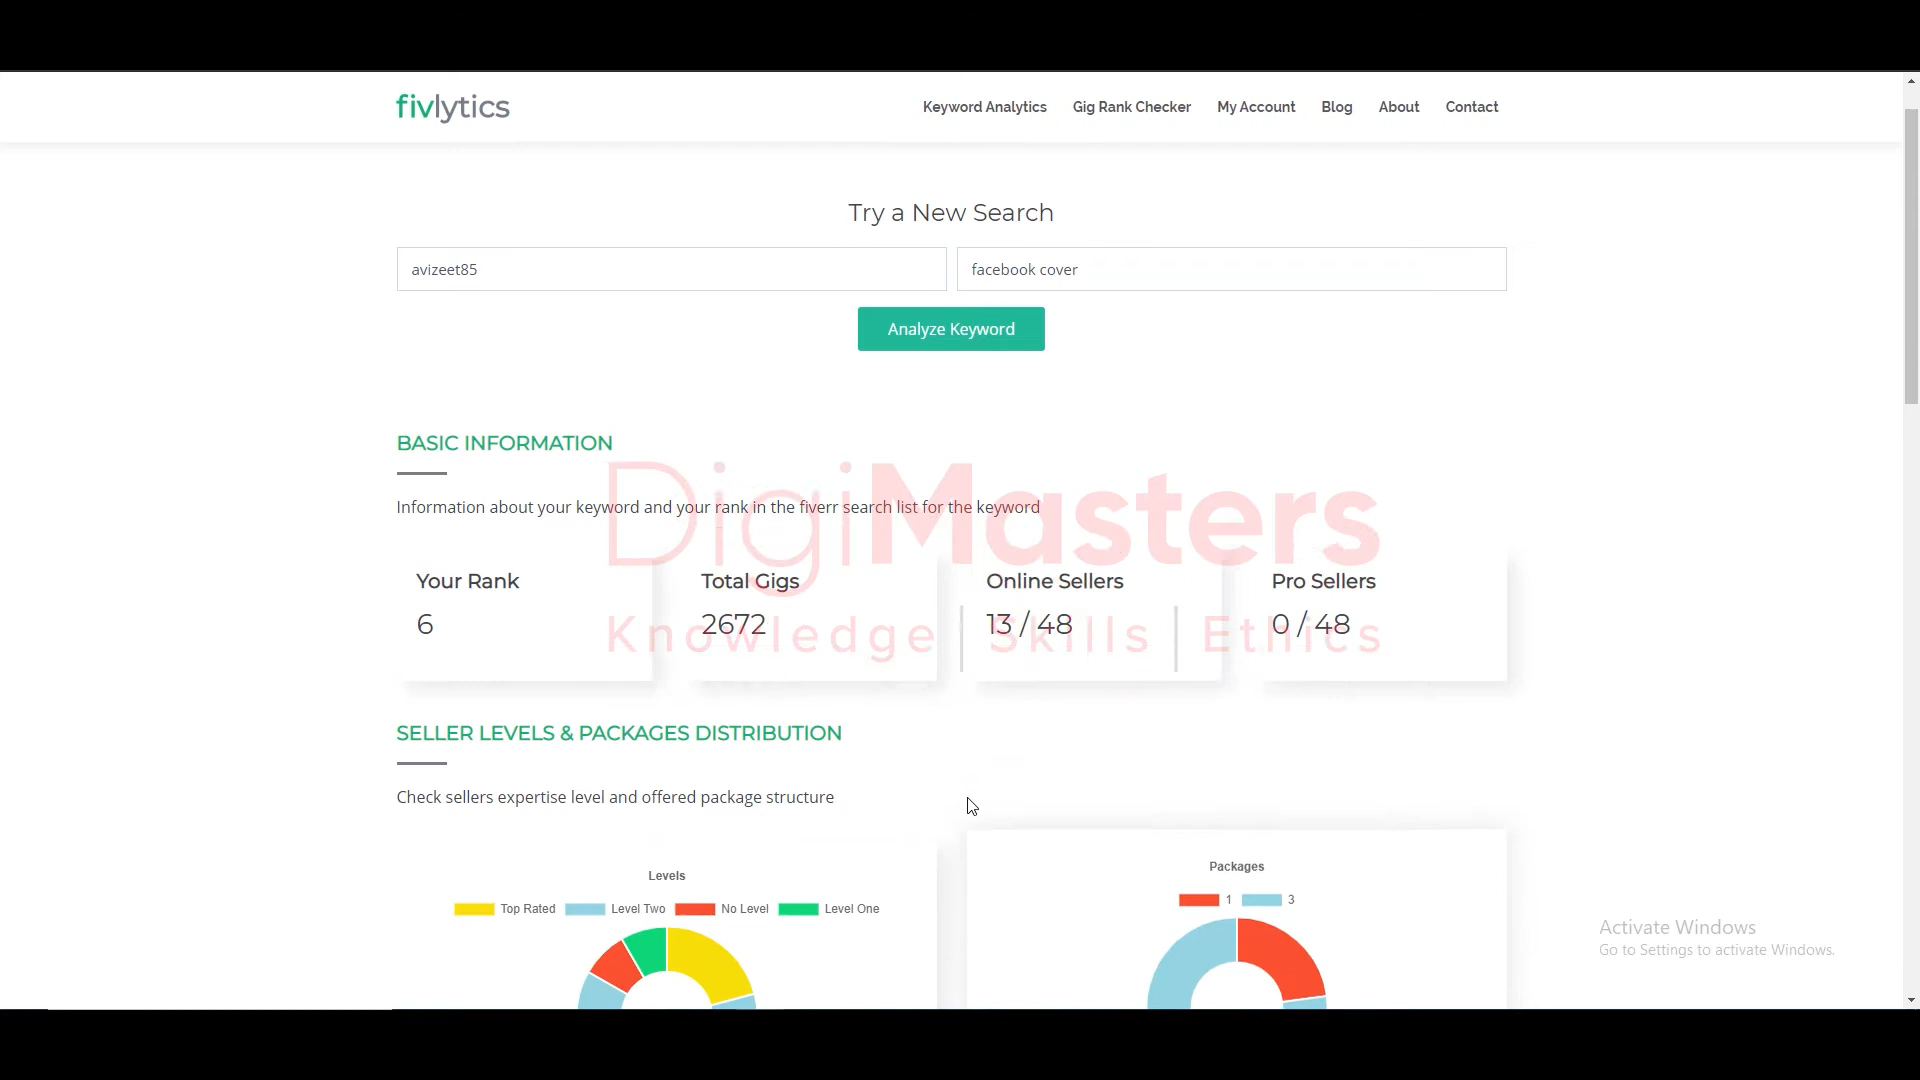 fivlytics
Keyword Analytics Gig Rank Checker My Account Blog About Contact
Try a New Search
avizeet85 facebook cover
Analyze Keyword
BASIC INFORMATION
DigiMasters
Information about your keyword and your rank in the fiverr search list for the keyword
Your Rank Total Gigs Online Sellers Pro Sellers
6 2672 13 / 48 0 / 48
Knowledge Skills Ethics
SELLER LEVELS & PACKAGES DISTRIBUTION
Check sellers expertise level and offered package structure
Levels
Top Rated Level Two No Level Level One
Packages
1 3
Activate Windows
Go to Settings to activate Windows.